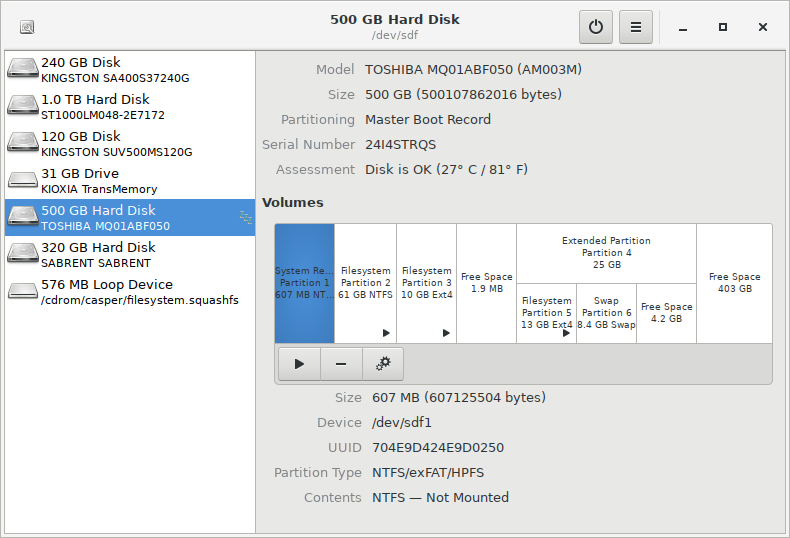 500 GB Hard Disk
/dev/sdf
240 GB Disk
KINGSTON SA400S37240G
1.0 TB Hard Disk
ST1000LM048-2E7172
120 GB Disk
KINGSTON SUV500MS120G
31 GB Drive
KIOXIA TransMemory
500 GB Hard Disk
TOSHIBA MQ01ABF050
320 GB Hard Disk
SABRENT SABRENT
576 MB Loop Device
/cdrom/casper/filesystem.squashfs
Model TOSHIBA MQ01ABF050 (AM003M)
Size 500 GB (500107862016 bytes)
Partitioning Master Boot Record
Serial Number 24I4STRQS
Assessment Disk is OK (27° C / 81° F)
Volumes
System Re...
Partition 1
607 MB NT...
Filesystem
Partition 2
61 GB NTFS
Filesystem
Partition 3
10 GB Ext4
Free Space
1.9 MB
Extended Partition
Partition 4
25 GB
Filesystem
Partition 5
13 GB Ext4
Swap
Partition 6
8.4 GB Swap
Free Space
4.2 GB
Free Space
403 GB
Size 607 MB (607125504 bytes)
Device /dev/sdf1
UUID 704E9D424E9D0250
Partition Type NTFS/exFAT/HPFS
Contents NTFS — Not Mounted